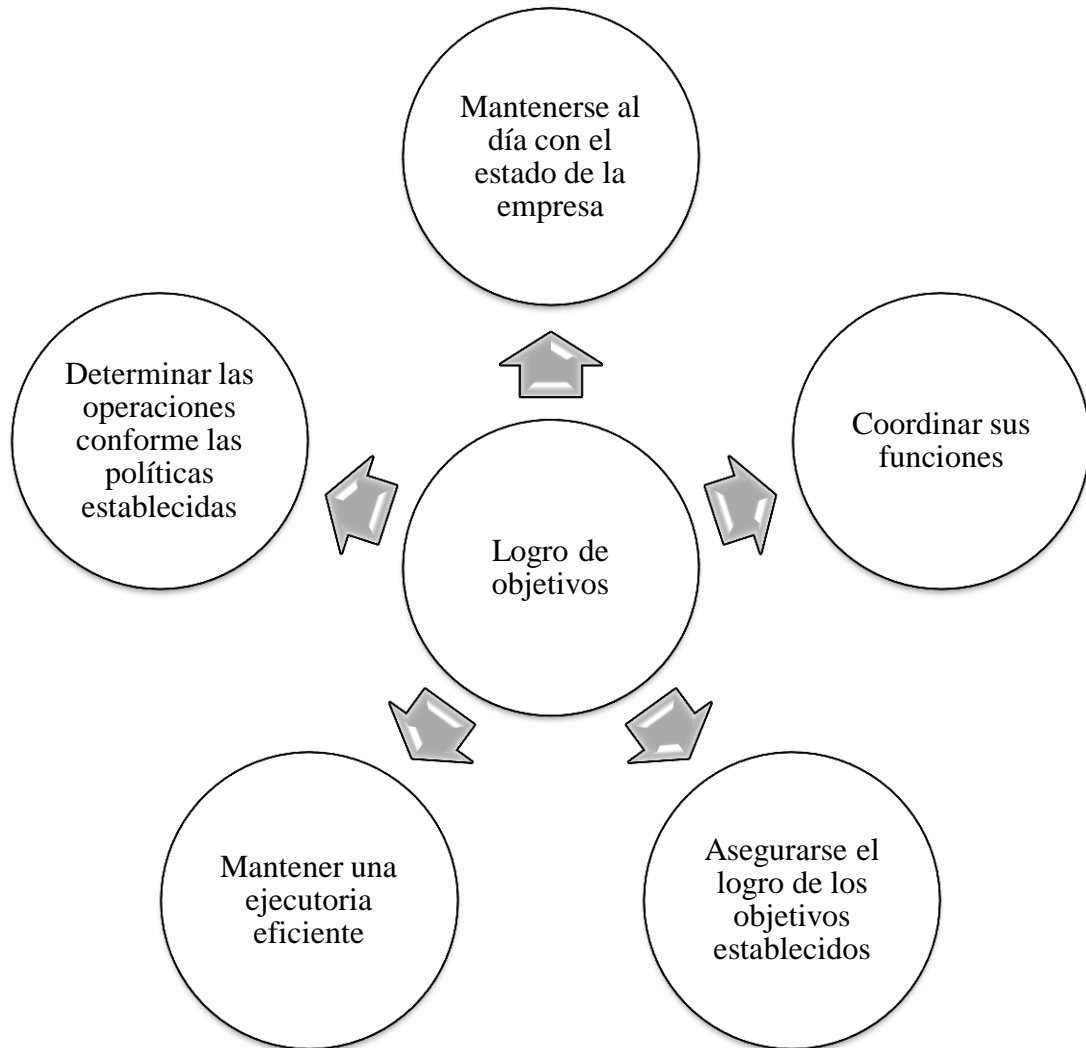 Mantenerse al
día con el
estado de la
empresa
Determinar las
operaciones
conforme las
políticas
establecidas
Coordinar sus
funciones
Logro de
objetivos
Mantener una
ejecutoria
eficiente
Asegurarse el
logro de los
objetivos
establecidos